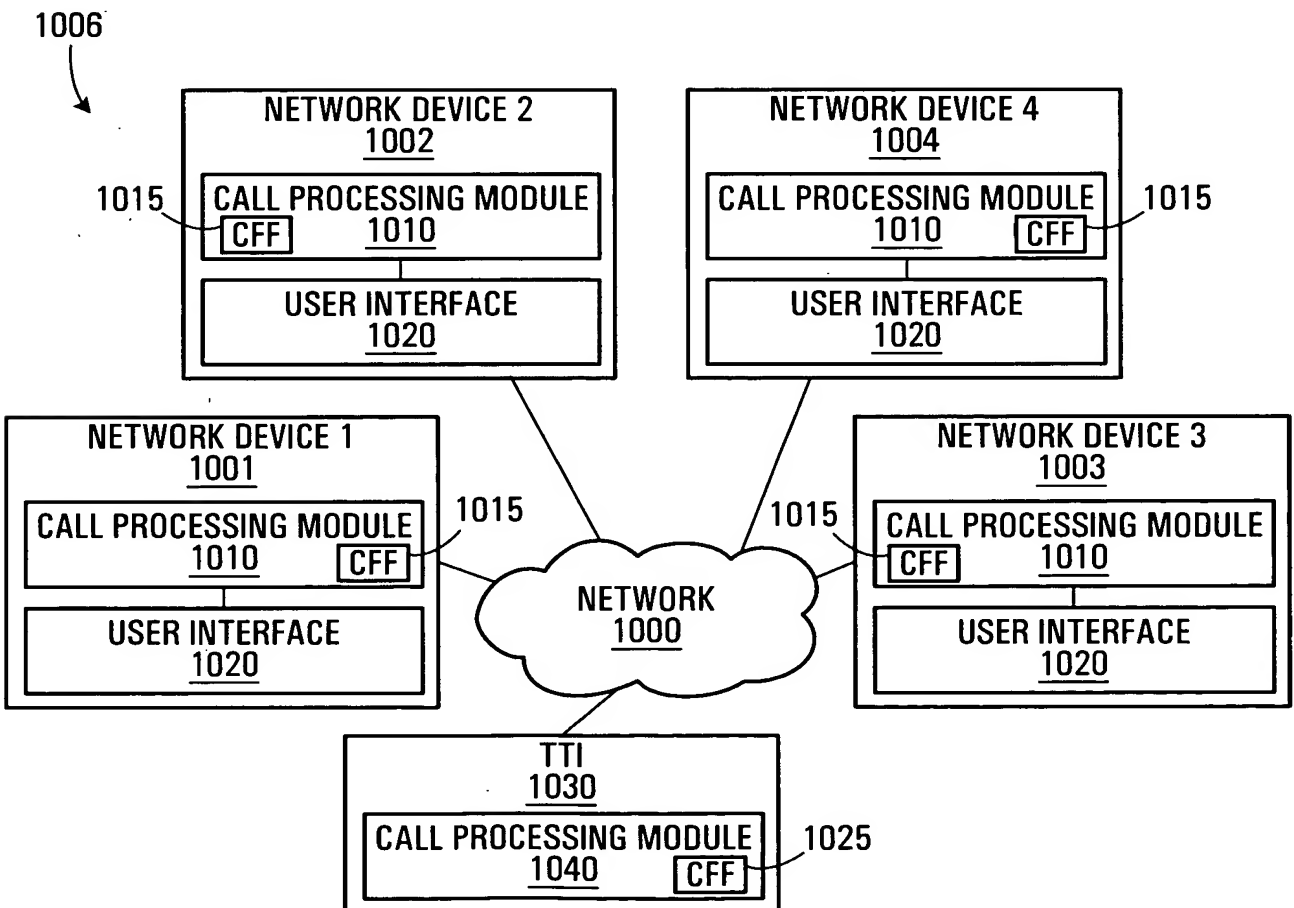 1006
NETWORK DEVICE 2
1002
1015
CALL PROCESSING MODULE
CFF
1010
USER INTERFACE
1020
NETWORK DEVICE 4
1004
CALL PROCESSING MODULE
1010
CFF
1015
USER INTERFACE
1020
NETWORK DEVICE 1
1001
CALL PROCESSING MODULE
1010
CFF
1015
USER INTERFACE
1020
NETWORK
1000
NETWORK DEVICE 3
1003
1015
CALL PROCESSING MODULE
CFF
1010
USER INTERFACE
1020
TTI
1030
CALL PROCESSING MODULE
1040
CFF
1025